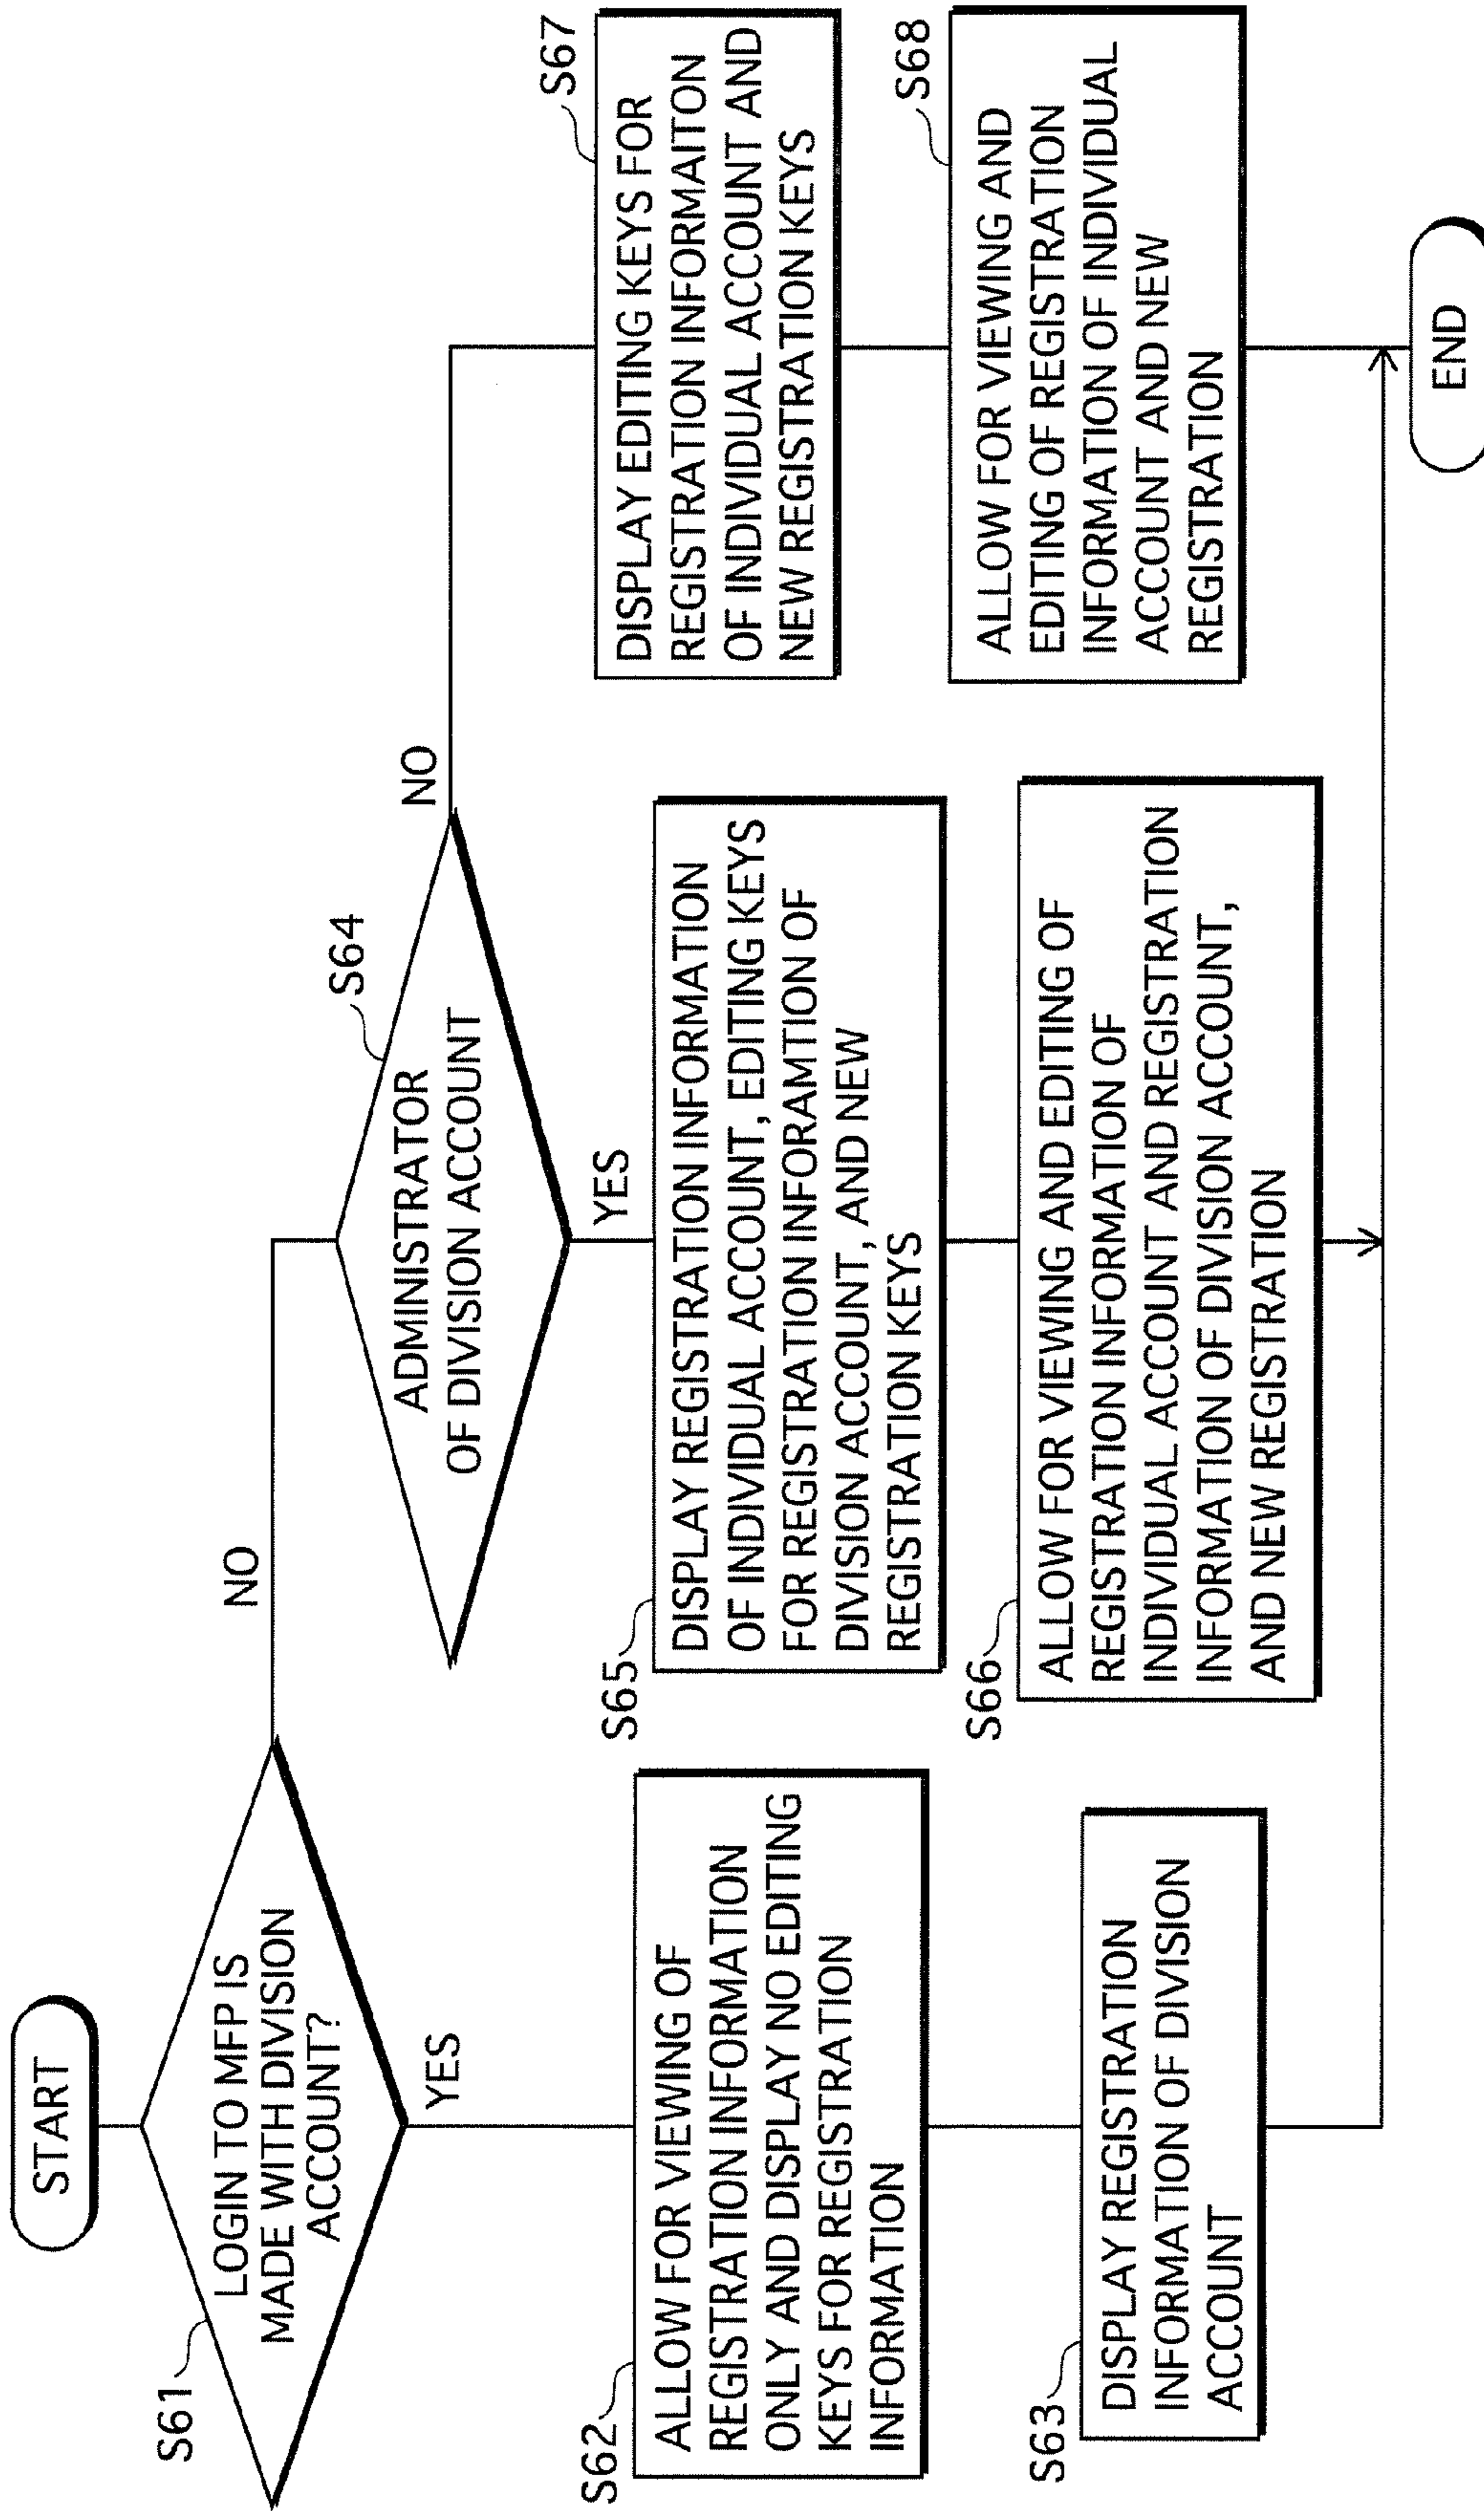 START
S61
LOGIN TO MFP IS
MADE WITH DIVISION
ACCOUNT?
YES
NO
S62
ALLOW FOR VIEWING OF
REGISTRATION INFORMATION
ONLY AND DISPLAY NO EDITING
KEYS FOR REGISTRATION
INFORMATION
S63
DISPLAY REGISTRATION
INFORMATION OF DIVISION
ACCOUNT
S64
ADMINISTRATOR
OF DIVISION ACCOUNT
YES
NO
S65
DISPLAY REGISTRATION INFORMATION
OF INDIVIDUAL ACCOUNT, EDITING KEYS
FOR REGISTRATION INFORAMTION OF
DIVISION ACCOUNT, AND NEW
REGISTRATION KEYS
S66
ALLOW FOR VIEWING AND EDITING OF
REGISTRATION INFORMATION OF
INDIVIDUAL ACCOUNT AND REGISTRATION
INFORMATION OF DIVISION ACCOUNT,
AND NEW REGISTRATION
S67
DISPLAY EDITING KEYS FOR
REGISTRATION INFORMAITON
OF INDIVIDUAL ACCOUNT AND
NEW REGISTRATION KEYS
S68
ALLOW FOR VIEWING AND
EDITING OF REGISTRATION
INFORMATION OF INDIVIDUAL
ACCOUNT AND NEW
REGISTRATION
END